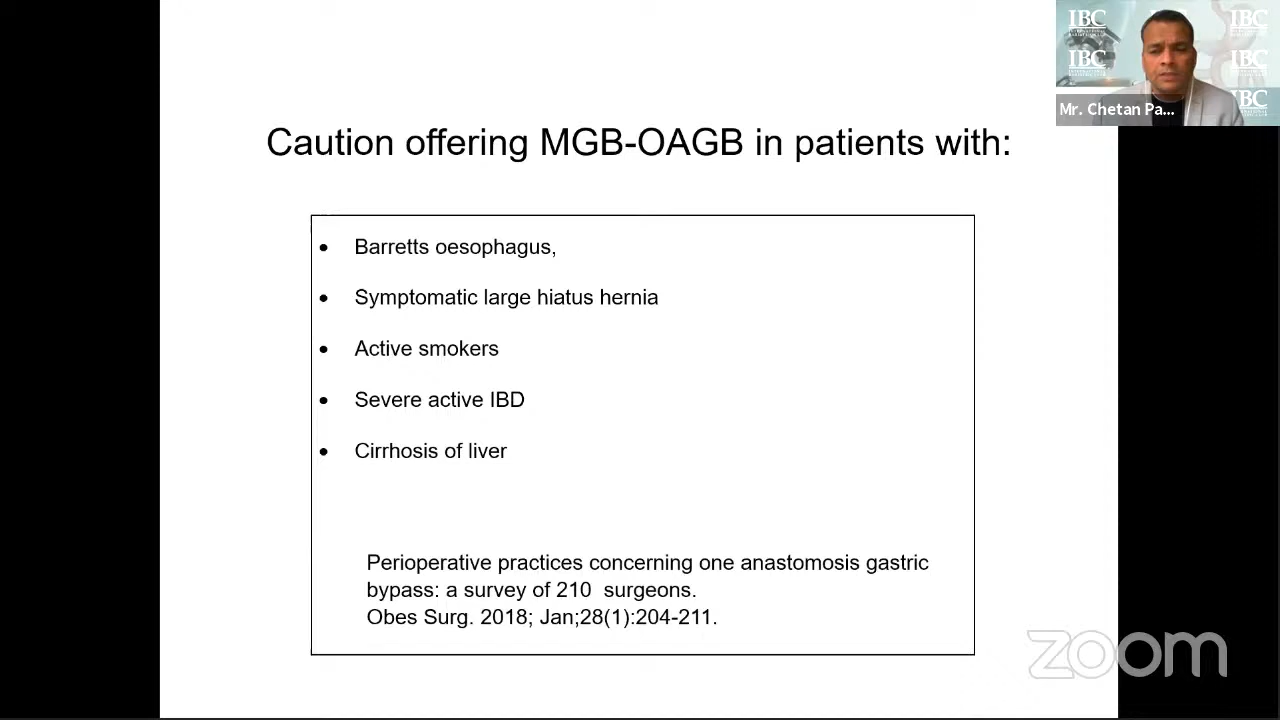 IBC
IBC
IBC
IBC
IBC
Mr. Chetan Pa...
Caution offering MGB-OAGB in patients with:
• Barretts oesophagus,
• Symptomatic large hiatus hernia
• Active smokers
• Severe active IBD
• Cirrhosis of liver
Perioperative practices concerning one anastomosis gastric
bypass: a survey of 210 surgeons.
Obes Surg. 2018; Jan;28(1):204-211.
zoom